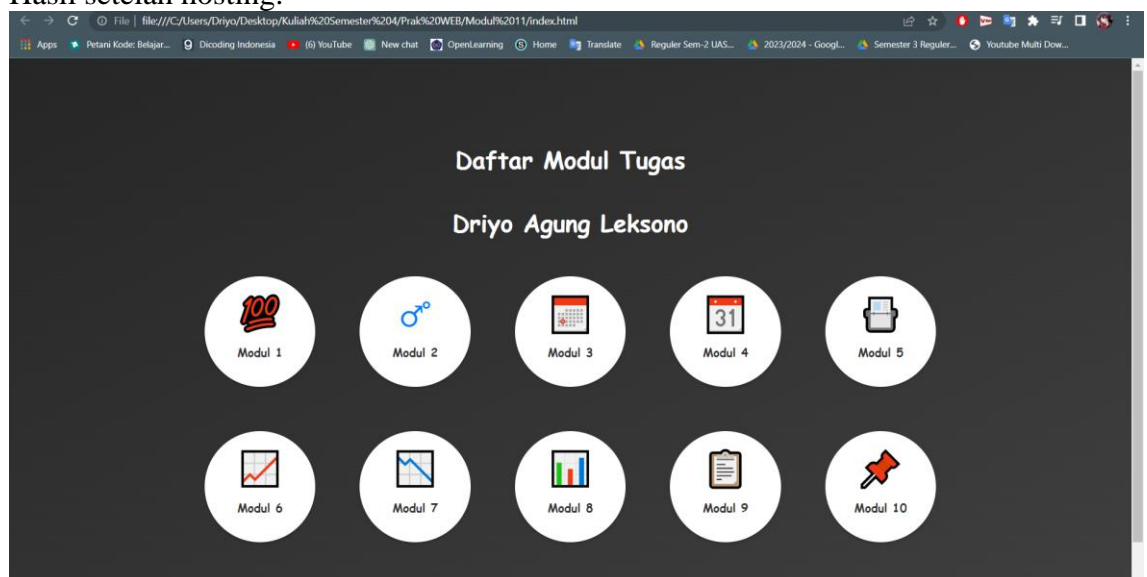 Hasil setelah hosting:
File | file:///C:/Users/Driyo/Desktop/Kuliah%20Semester%204/Prak%20WEB/Modul%2011/index.html
Apps Petani Kode: Belajar... Dicoding Indonesia (6) YouTube New chat OpenLearning Home Translate Reguler Sem-2 UAS... 2023/2024 - Googl... Semester 3 Reguler... Youtube Multi Dow...
Daftar Modul Tugas
Driyo Agung Leksono
100 31
Modul 1 Modul 2 Modul 3 Modul 4 Modul 5
Modul 6 Modul 7 Modul 8 Modul 9 Modul 10